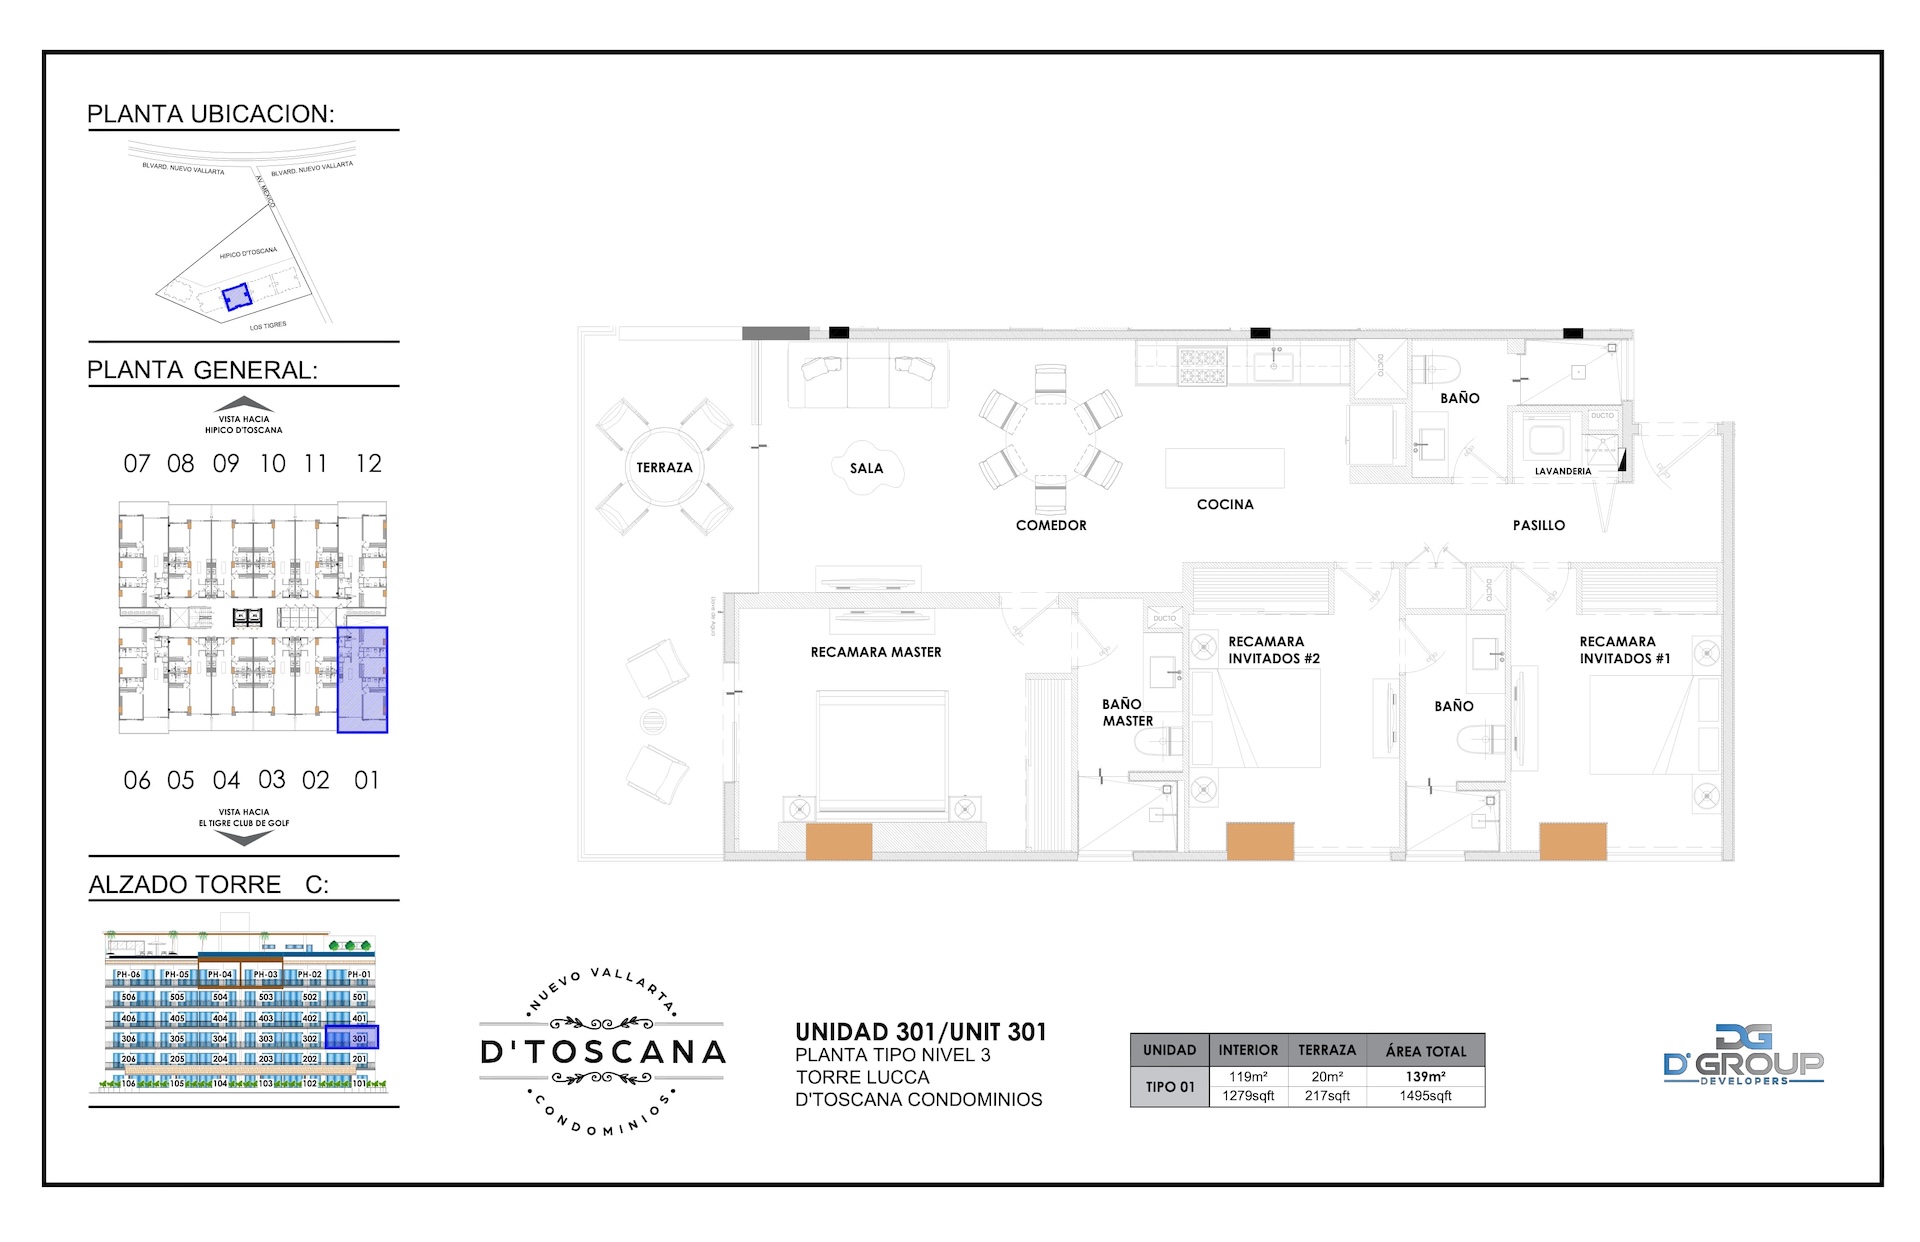 PLANTA UBICACION:
BLVARD. NUEVO VALLARTA
BLVARD. NUEVO VALLARTA
AV. MEXICO
HIPICO D'TOSCANA
LOS TIGRES
PLANTA GENERAL:
VISTA HACIA
HIPICO D'TOSCANA
07 08 09 10 11 12
06 05 04 03 02 01
VISTA HACIA
EL TIGRE CLUB DE GOLF
ALZADO TORRE C:
PH-06 PH-05 PH-04 PH-03 PH-02 PH-01
506 505 504 503 502 501
406 405 404 403 402 401
306 305 304 303 302 301
206 205 204 203 202 201
106 105 104 103 102 101
TERRAZA
SALA
COMEDOR
COCINA
DUCTO
BAÑO
DUCTO
LAVANDERIA
PASILLO
Llave de Agua
RECAMARA MASTER
DUCTO
BAÑO
MASTER
RECAMARA
INVITADOS #2
DUCTO
BAÑO
RECAMARA
INVITADOS #1
NUEVO VALLARTA
D'TOSCANA
CONDOMINIOS
UNIDAD 301/UNIT 301
PLANTA TIPO NIVEL 3
TORRE LUCCA
D'TOSCANA CONDOMINIOS
UNIDAD INTERIOR TERRAZA ÁREA TOTAL
TIPO 01 119m² 20m² 139m²
1279sqft 217sqft 1495sqft
DG
D'GROUP
DEVELOPERS